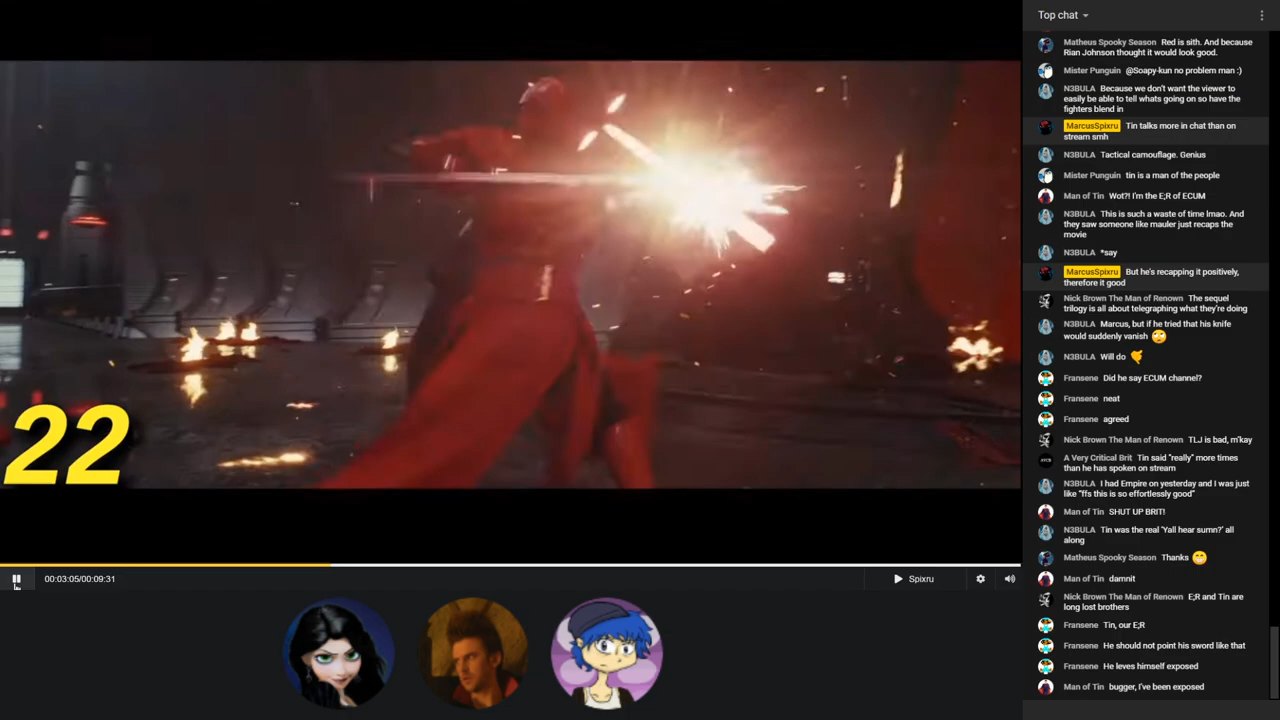 Top chat
Matheus Spooky Season Red is sith. And because
Rian Johnson thought it would look good.
Mister Punguin @Soapy-kun no problem man :)
N3BULA Because we don't want the viewer to
easily be able to tell whats going on so have the
fighters blend in
MarcusSpixru Tin talks more in chat than on
stream smh
N3BULA Tactical camouflage. Genius
Mister Punguin tin is a man of the people
Man of Tin Wot?! I'm the E;R of ECUM
N3BULA This is such a waste of time lmao. And
they saw someone like mauler just recaps the
movie
N3BULA *say
MarcusSpixru But he's recapping it positively,
therefore it good
Nick Brown The Man of Renown The sequel
trilogy is all about telegraphing what they're doing
N3BULA Marcus, but if he tried that his knife
would suddenly vanish
N3BULA Will do
Fransene Did he say ECUM channel?
Fransene neat
Fransene agreed
Nick Brown The Man of Renown TLJ is bad, m'kay
A Very Critical Brit Tin said "really" more times
than he has spoken on stream
N3BULA I had Empire on yesterday and I was just
like "ffs this is so effortlessly good"
Man of Tin SHUT UP BRIT!
N3BULA Tin was the real 'Yall hear sumn?' all
along
Matheus Spooky Season Thanks
Man of Tin damnit
Nick Brown The Man of Renown E;R and Tin are
long lost brothers
Fransene Tin, our E;R
Fransene He should not point his sword like that
Fransene He leves himself exposed
Man of Tin bugger, I've been exposed
22
00:03:05/00:09:31
Spixru